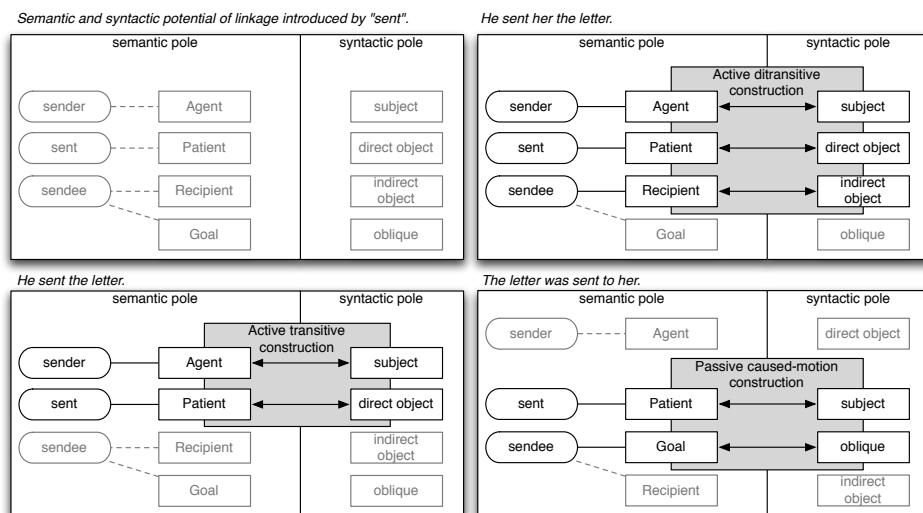 Semantic and syntactic potential of linkage introduced by "sent".
semantic pole
syntactic pole
sender
Agent
subject
sent
Patient
direct object
sendee
Recipient
indirect
object
Goal
oblique
He sent her the letter.
semantic pole
syntactic pole
Active ditransitive
construction
sender
Agent
subject
sent
Patient
direct object
sendee
Recipient
indirect
object
Goal
oblique
He sent the letter.
semantic pole
syntactic pole
Active transitive
construction
sender
Agent
subject
sent
Patient
direct object
sendee
Recipient
indirect
object
Goal
oblique
The letter was sent to her.
semantic pole
syntactic pole
sender
Agent
direct object
Passive caused-motion
construction
sent
Patient
subject
sendee
Goal
oblique
Recipient
indirect
object